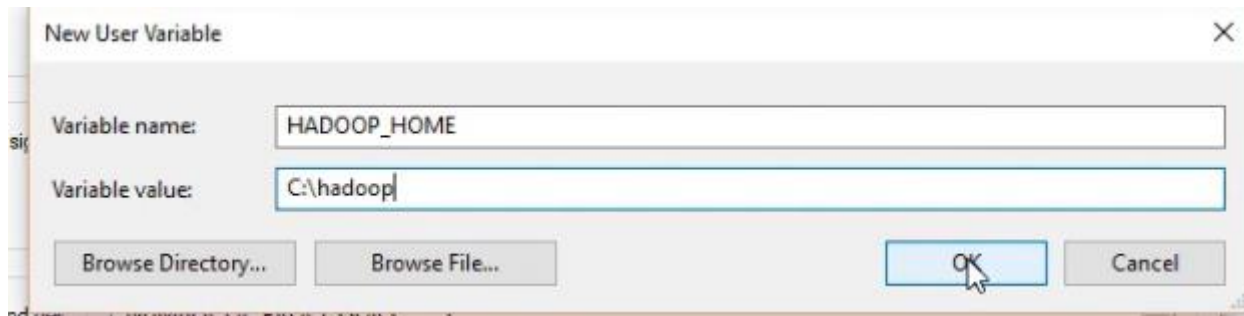 New User Variable
Variable name: HADOOP_HOME
Variable value: C:\hadoop
Browse Directory... Browse File... OK Cancel